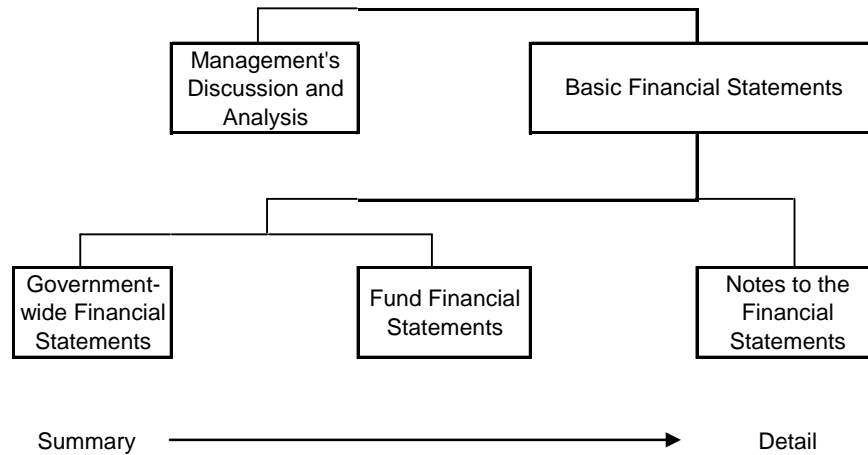 Management's
Discussion and
Analysis
Basic Financial Statements
Government-
wide Financial
Statements
Fund Financial
Statements
Notes to the
Financial
Statements
Summary
Detail